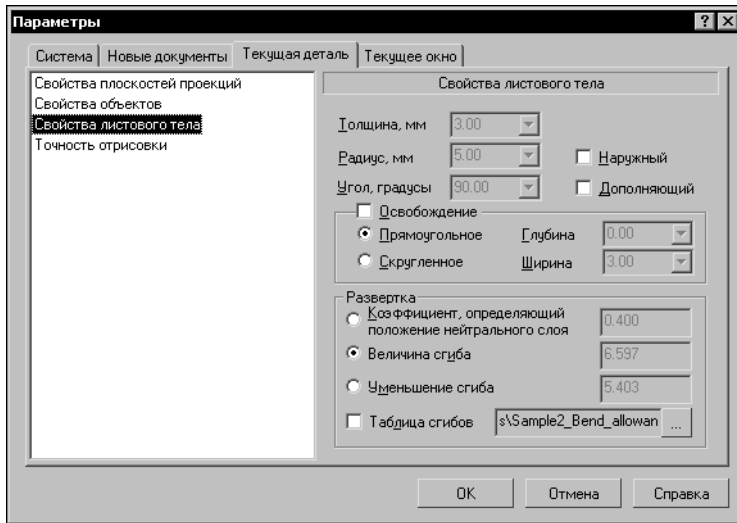 Параметры
Система Новые документы Текущая деталь Текущее окно
Свойства плоскостей проекций
Свойства объектов
Свойства листового тела
Точность отрисовки
Свойства листового тела
Толщина, мм 3.00
Радиус, мм 5.00 Наружный
Угол, градусы 90.00 Дополняющий
Освобождение
Прямоугольное Глубина 0.00
Скругленное Ширина 3.00
Развертка
Коэффициент, определяющий
положение нейтрального слоя 0.400
Величина сгиба 6.597
Уменьшение сгиба 5.403
Таблица сгибов s\Sample2_Bend_allowan ...
OK Отмена Справка